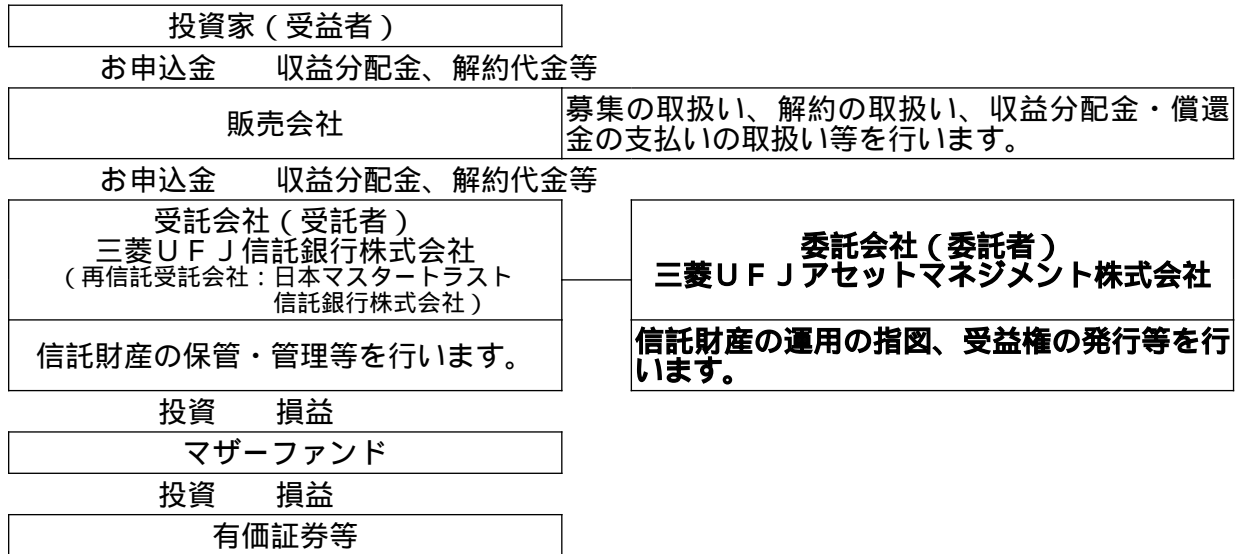 投資家(受益者)
お申込金　　収益分配金、解約代金等
販売会社
募集の取扱い、解約の取扱い、収益分配金・償還
金の支払いの取扱い等を行います。
お申込金　　収益分配金、解約代金等
受託会社(受託者)
三菱UFJ信託銀行株式会社
(再信託受託会社:日本マスタートラスト
信託銀行株式会社)
委託会社(委託者)
三菱UFJアセットマネジメント株式会社
信託財産の保管・管理等を行います。
信託財産の運用の指図、受益権の発行等を行
います。
投資　　損益
マザーファンド
投資　　損益
有価証券等